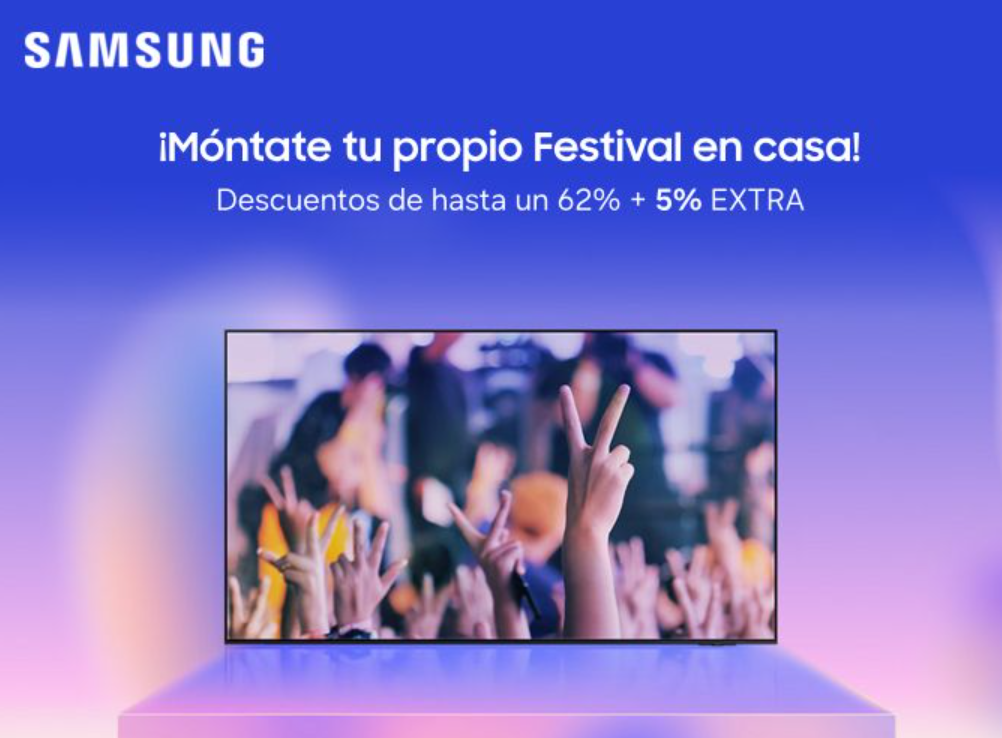 SAMSUNG
¡Móntate tu propio Festival en casa!
Descuentos de hasta un 62% + 5% EXTRA